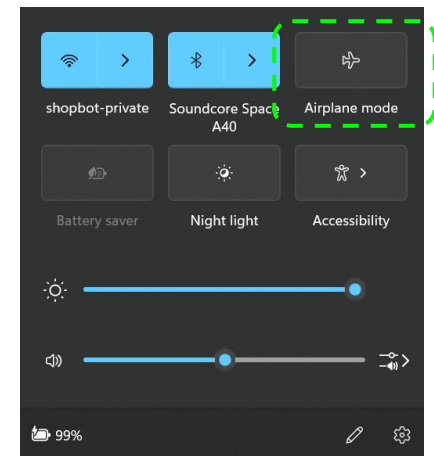 shopbot-private
Soundcore Space
A40
Airplane mode
Battery saver
Night light
Accessibility
99%